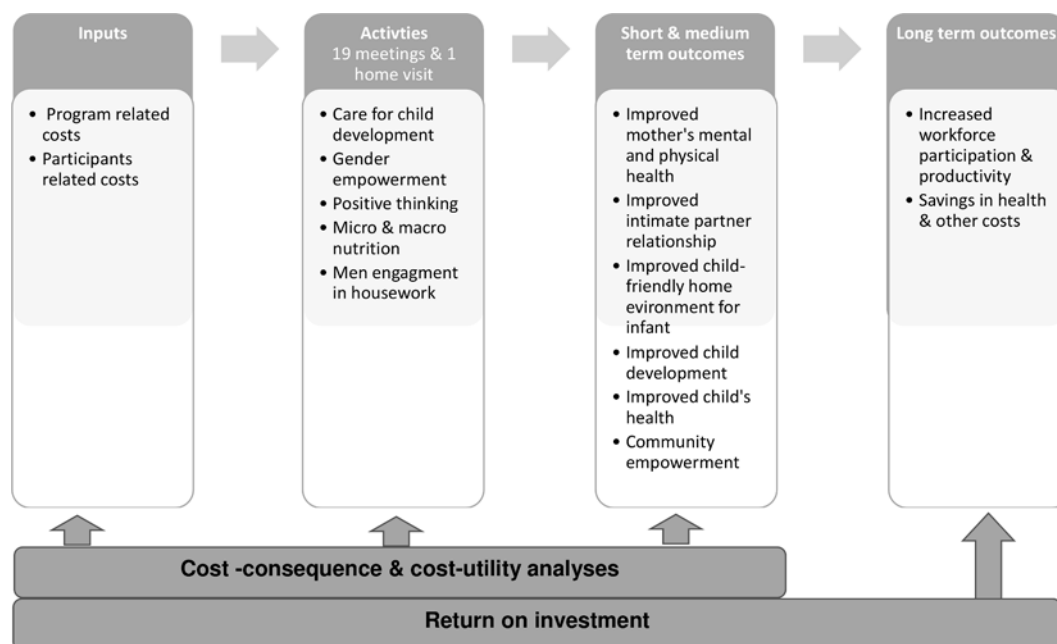 Inputs
• Program related
costs
• Participants
related costs
Activties
19 meetings & 1
home visit
• Care for child
development
• Gender
empowerment
• Positive thinking
• Micro & macro
nutrition
• Men engagment
in housework
Short & medium
term outcomes
• Improved
mother's mental
and physical
health
• Improved
intimate partner
relationship
• Improved child-
friendly home
evironment for
infant
• Improved child
development
• Improved child's
health
• Community
empowerment
Long term outcomes
• Increased
workforce
participation &
productivity
• Savings in health
& other costs
Cost -consequence & cost-utility analyses
Return on investment